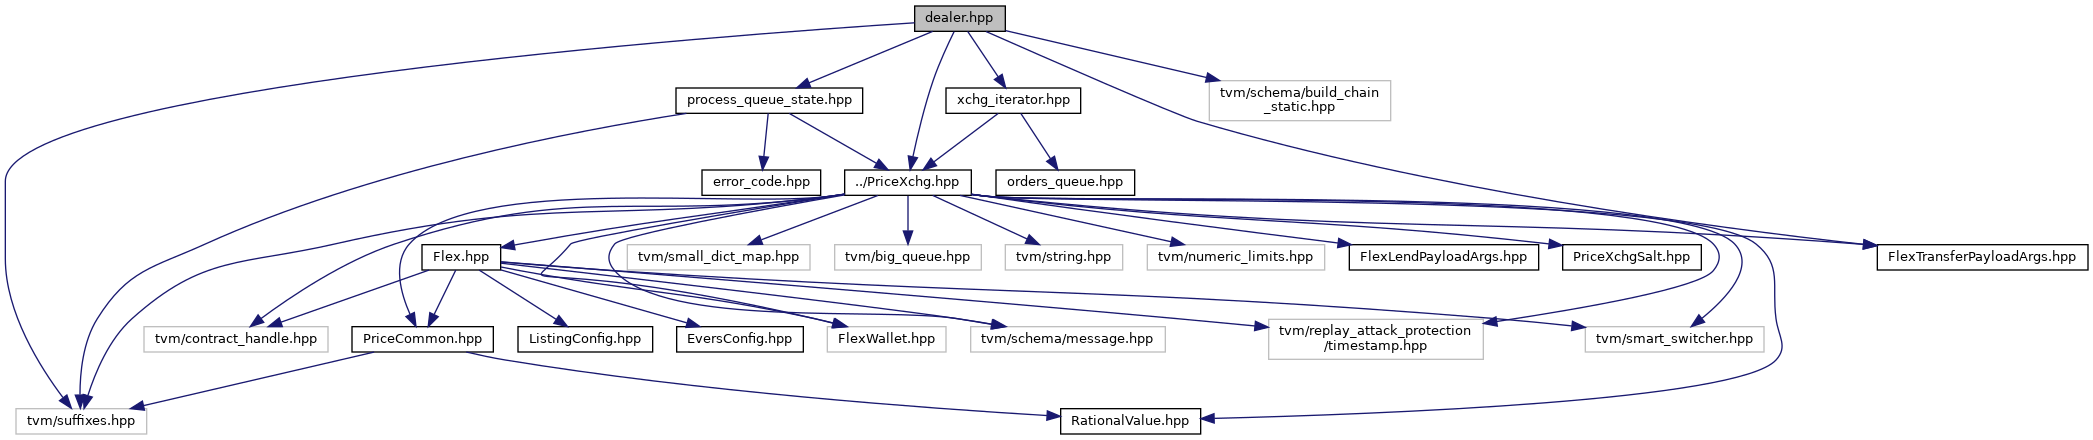 dealer.hpp
process_queue_state.hpp
xchg_iterator.hpp
tvm/schema/build_chain
_static.hpp
error_code.hpp
../PriceXchg.hpp
orders_queue.hpp
Flex.hpp
tvm/small_dict_map.hpp
tvm/big_queue.hpp
tvm/string.hpp
tvm/numeric_limits.hpp
FlexLendPayloadArgs.hpp
PriceXchgSalt.hpp
FlexTransferPayloadArgs.hpp
tvm/contract_handle.hpp
PriceCommon.hpp
ListingConfig.hpp
EversConfig.hpp
FlexWallet.hpp
tvm/schema/message.hpp
tvm/replay_attack_protection
/timestamp.hpp
tvm/smart_switcher.hpp
tvm/suffixes.hpp
RationalValue.hpp